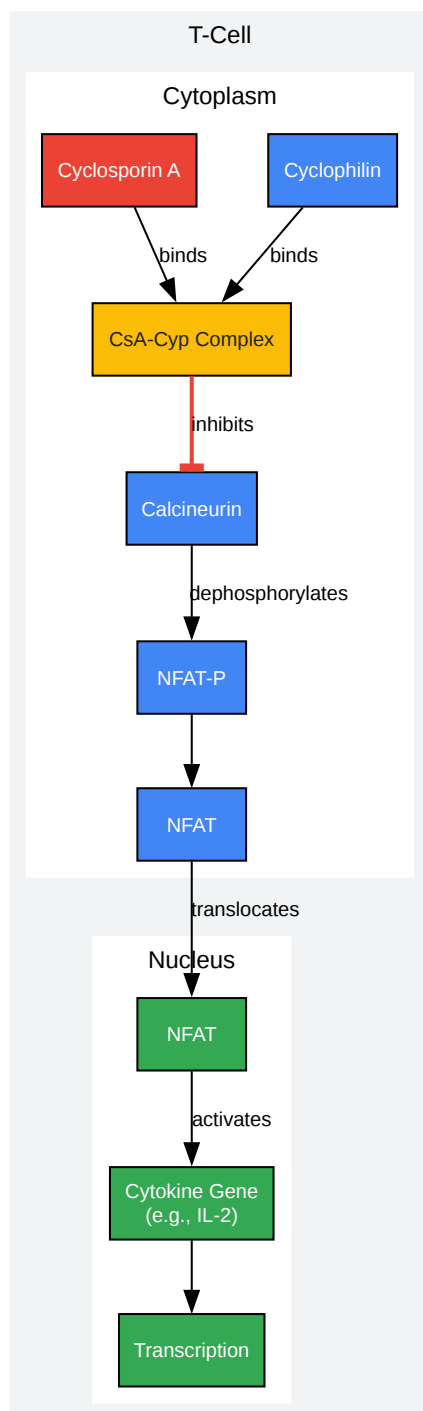 T-Cell
Cytoplasm
Cyclosporin A
Cyclophilin
binds
binds
CsA-Cyp Complex
inhibits
Calcineurin
dephosphorylates
NFAT-P
NFAT
translocates
Nucleus
NFAT
activates
Cytokine Gene
(e.g., IL-2)
Transcription